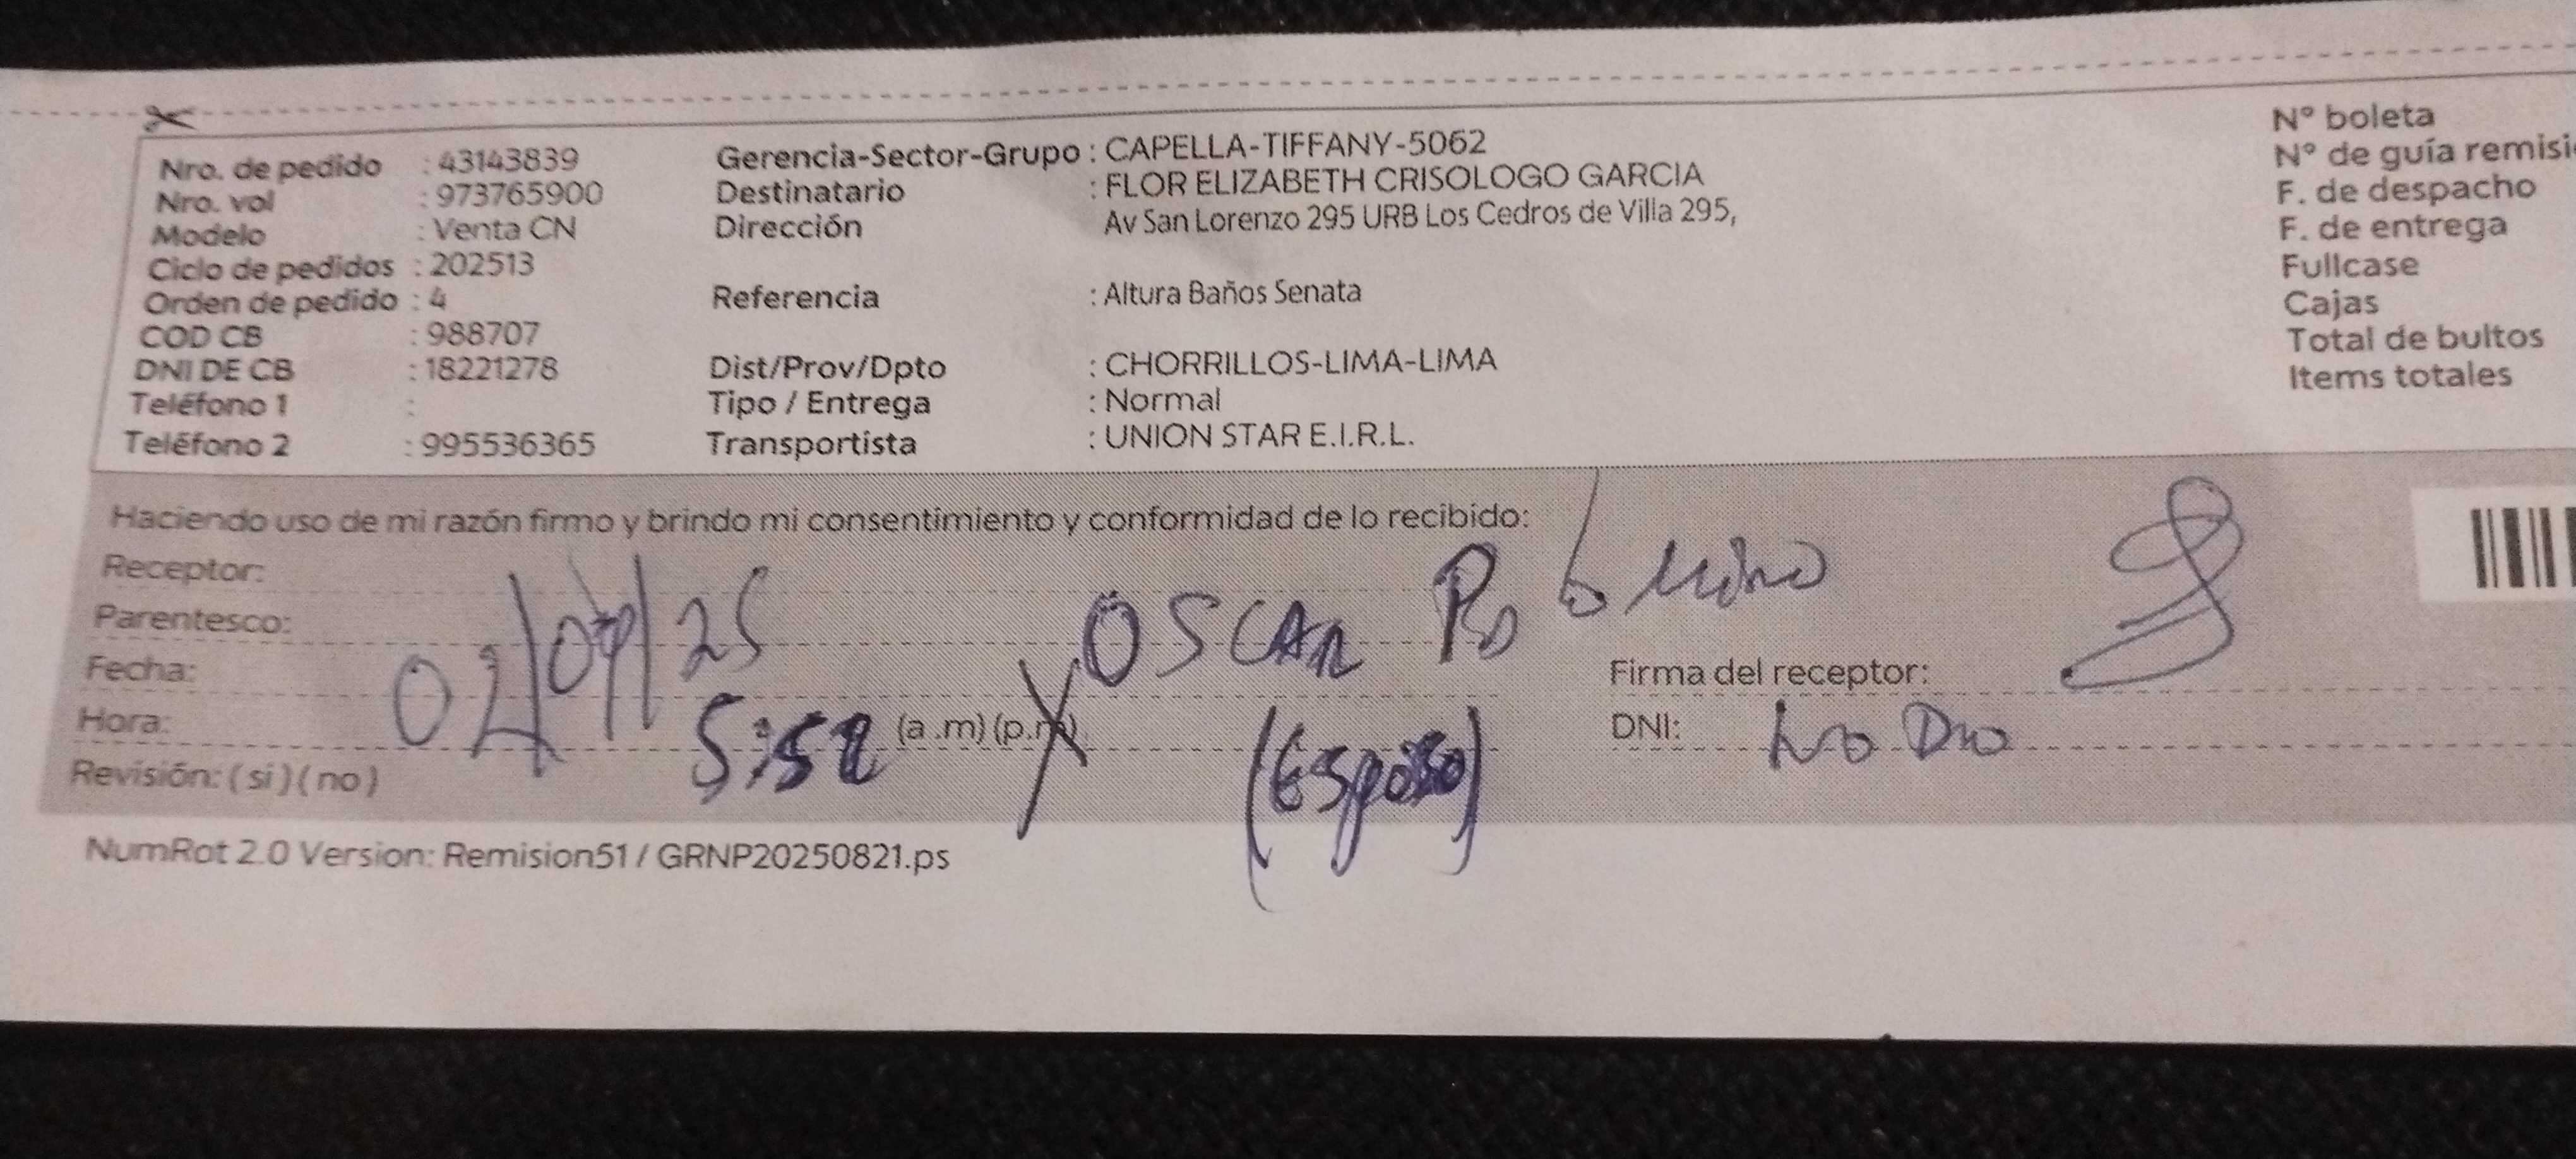 Nro. de pedido : 43143839
Nro. vol : 973765900
Modelo : Venta CN
Ciclo de pedidos : 202513
Orden de pedido : 4
COD CB : 988707
DNI DE CB : 18221278
Teléfono 1 :
Teléfono 2 : 995536365
Gerencia-Sector-Grupo : CAPELLA-TIFFANY-5062
Destinatario : FLOR ELIZABETH CRISOLOGO GARCIA
Dirección Av San Lorenzo 295 URB Los Cedros de Villa 295,
Referencia : Altura Baños Senata
Dist/Prov/Dpto : CHORRILLOS-LIMA-LIMA
Tipo / Entrega : Normal
Transportista : UNION STAR E.I.R.L.
N° boleta
N° de guía remisi
F. de despacho
F. de entrega
Fullcase
Cajas
Total de bultos
Items totales
Haciendo uso de mi razón firmo y brindo mi consentimiento y conformidad de lo recibido:
Receptor:
Parentesco:
Fecha: 02/09/25
OSCAR
Hora: 5:52 (a .m) (p.m)
(Esposo)
Revisión: ( si ) ( no )
Firma del receptor:
DNI: No Dio
NumRot 2.0 Version: Remision51 / GRNP20250821.ps